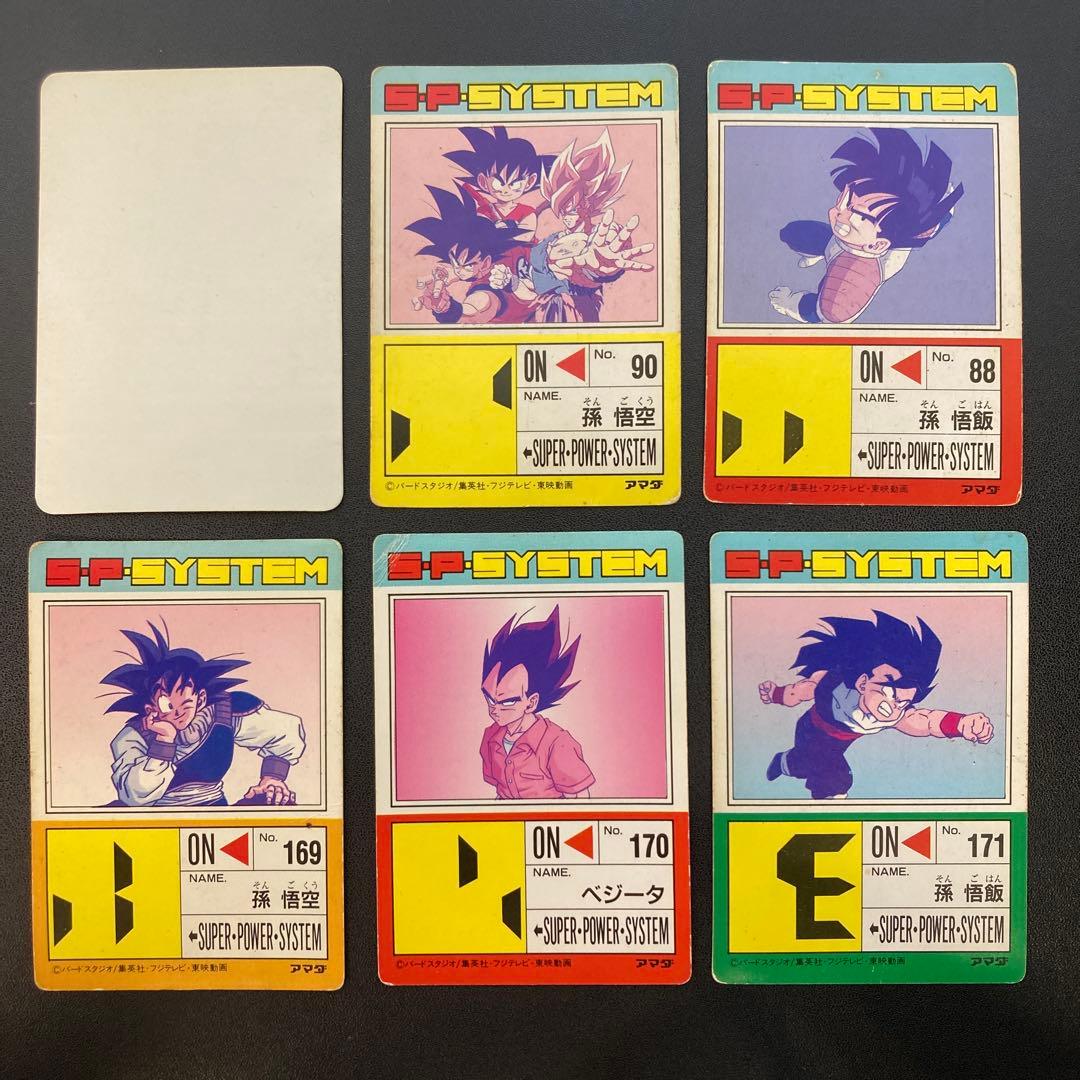 S・P・SYSTEM
ON
No.
90
NAME.
そん ご くう
孫 悟空
←SUPER・POWER・SYSTEM
©バードスタジオ/集英社・フジテレビ・東映動画
アマダ
S・P・SYSTEM
ON
No.
88
NAME.
そん ご はん
孫 悟飯
←SUPER・POWER・SYSTEM
©バードスタジオ/集英社・フジテレビ・東映動画
アマダ
S・P・SYSTEM
ON
No.
169
NAME.
そん ご くう
孫 悟空
←SUPER・POWER・SYSTEM
©バードスタジオ/集英社・フジテレビ・東映動画
アマダ
S・P・SYSTEM
ON
No.
170
NAME.
ベジータ
←SUPER・POWER・SYSTEM
©バードスタジオ/集英社・フジテレビ・東映動画
アマダ
S・P・SYSTEM
ON
No.
171
NAME.
そん ご はん
孫 悟飯
←SUPER・POWER・SYSTEM
©バードスタジオ/集英社・フジテレビ・東映動画
アマダ